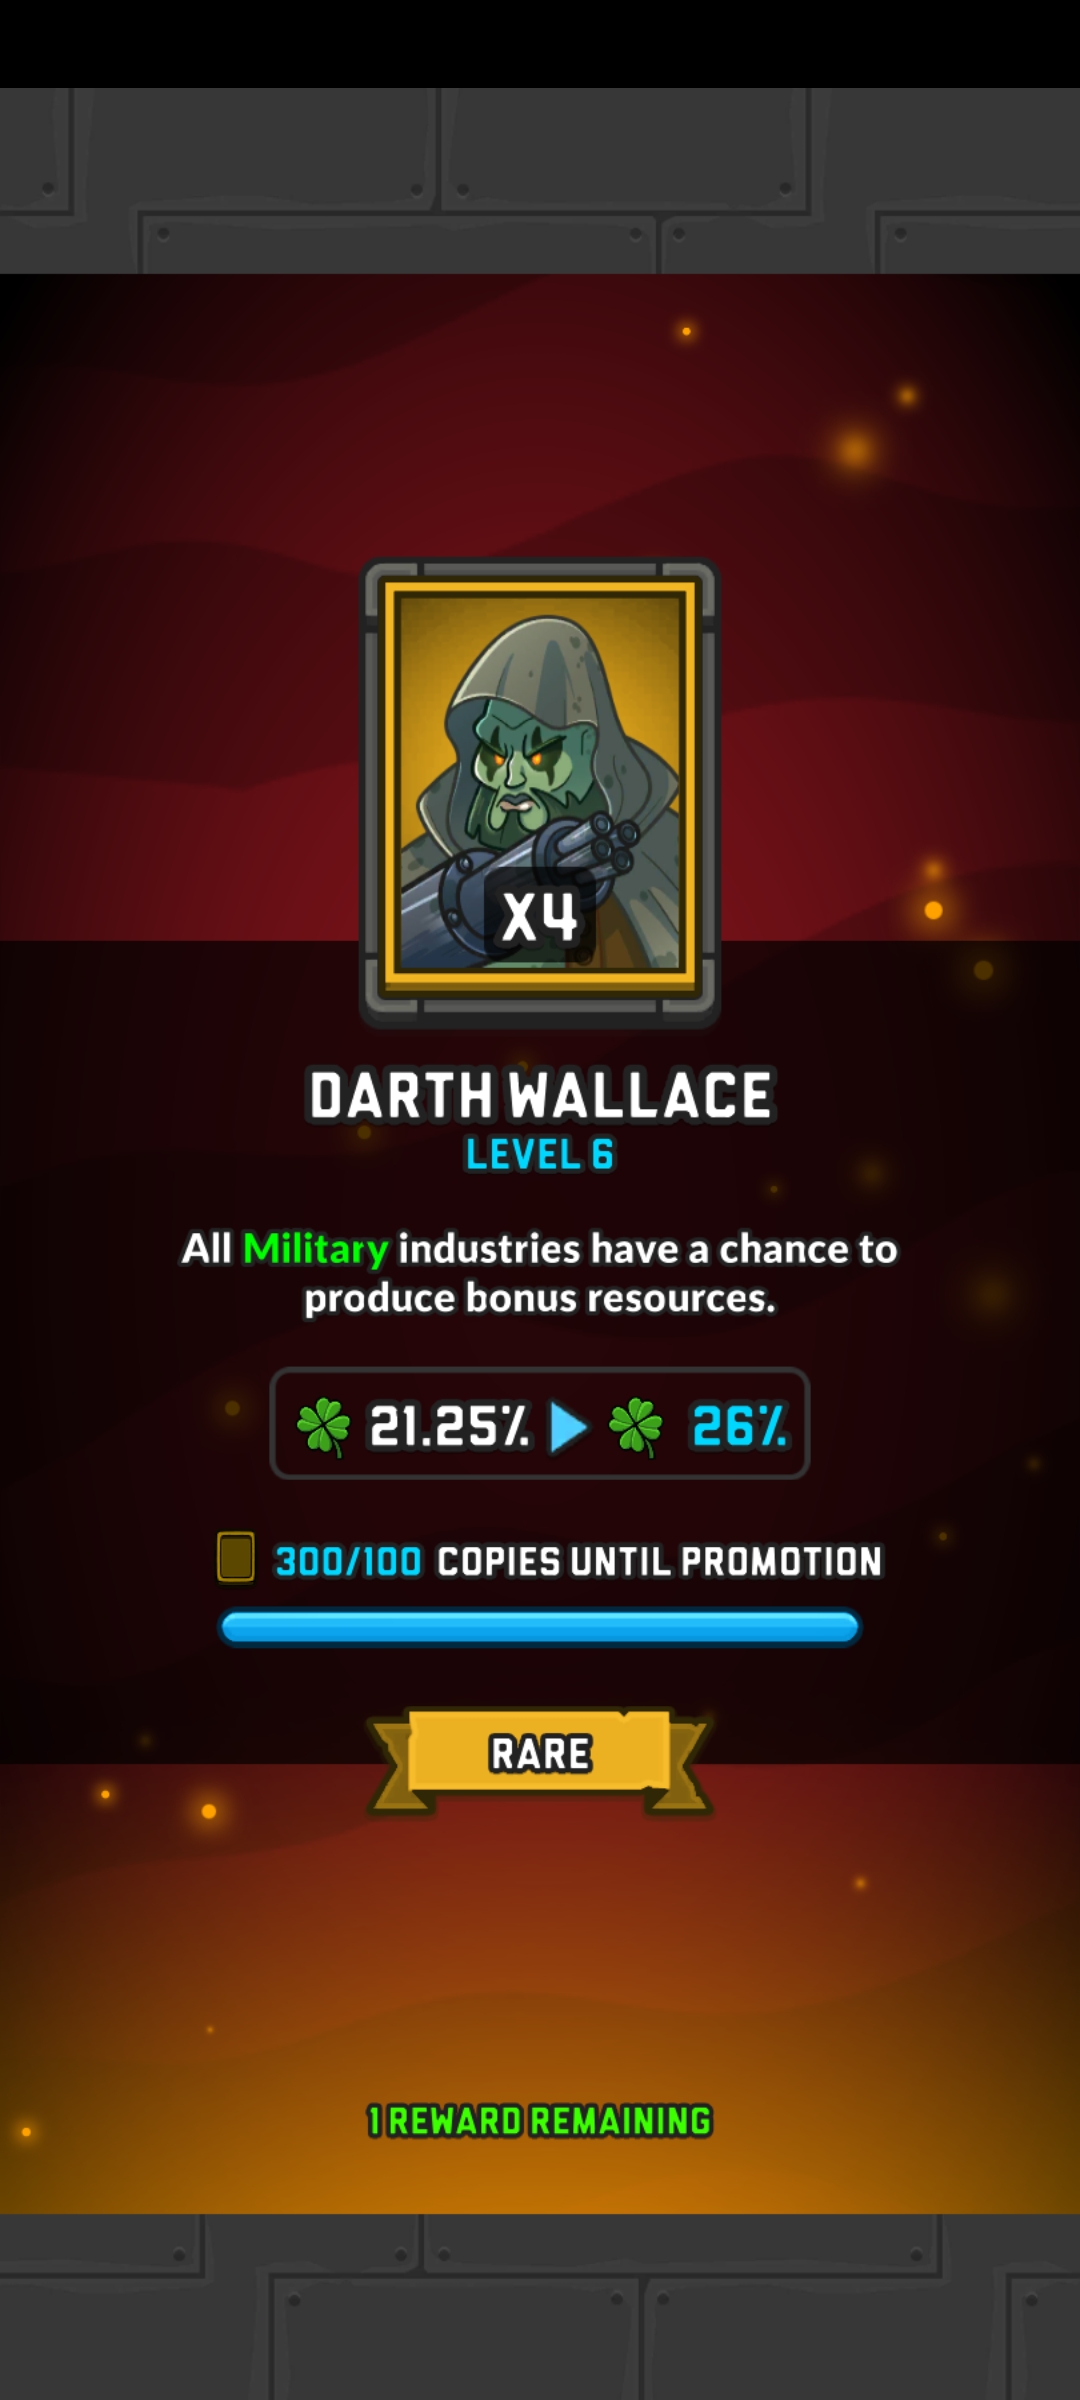 X4
DARTH WALLACE
LEVEL 6
All Military industries have a chance to
produce bonus resources.
21.25% 26%
300/100 COPIES UNTIL PROMOTION
RARE
1 REWARD REMAINING